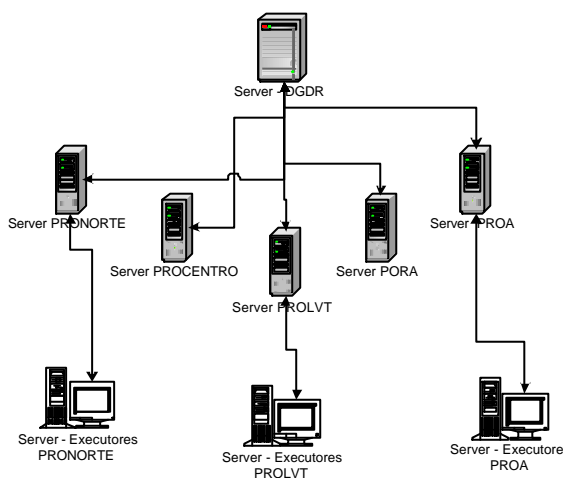 Server - DGDR
Server PRONORTE
Server PROCENTRO
Server PROLVT
Server PORA
Server - PROA
Server - Executores
PRONORTE
Server - Executores
PROLVT
Server - Executore
PROA